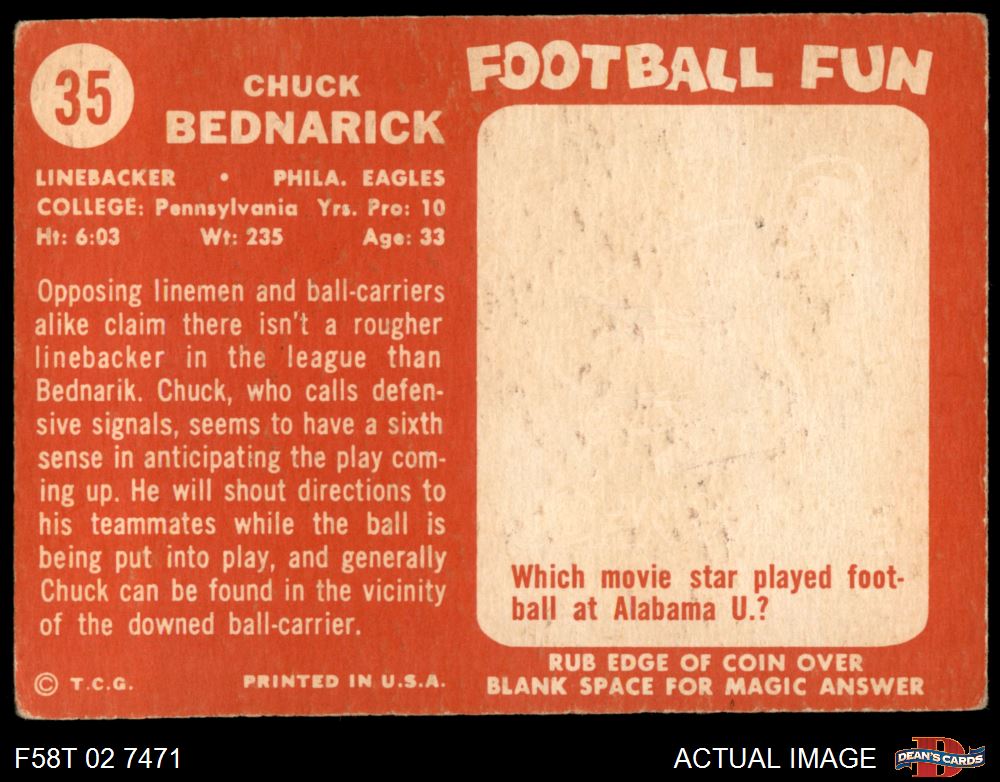 35
CHUCK
BEDNARICK
LINEBACKER • PHILA. EAGLES
COLLEGE: Pennsylvania Yrs. Pro: 10
Ht: 6:03 Wt: 235 Age: 33
Opposing linemen and ball-carriers
alike claim there isn't a rougher
linebacker in the league than
Bednarik. Chuck, who calls defen-
sive signals, seems to have a sixth
sense in anticipating the play com-
ing up. He will shout directions to
his teammates while the ball is
being put into play, and generally
Chuck can be found in the vicinity
of the downed ball-carrier.
© T.C.G. PRINTED IN U.S.A.
FOOTBALL FUN
Which movie star played foot-
ball at Alabama U.?
RUB EDGE OF COIN OVER
BLANK SPACE FOR MAGIC ANSWER
F58T 02 7471
ACTUAL IMAGE
D
DEAN'S CARDS